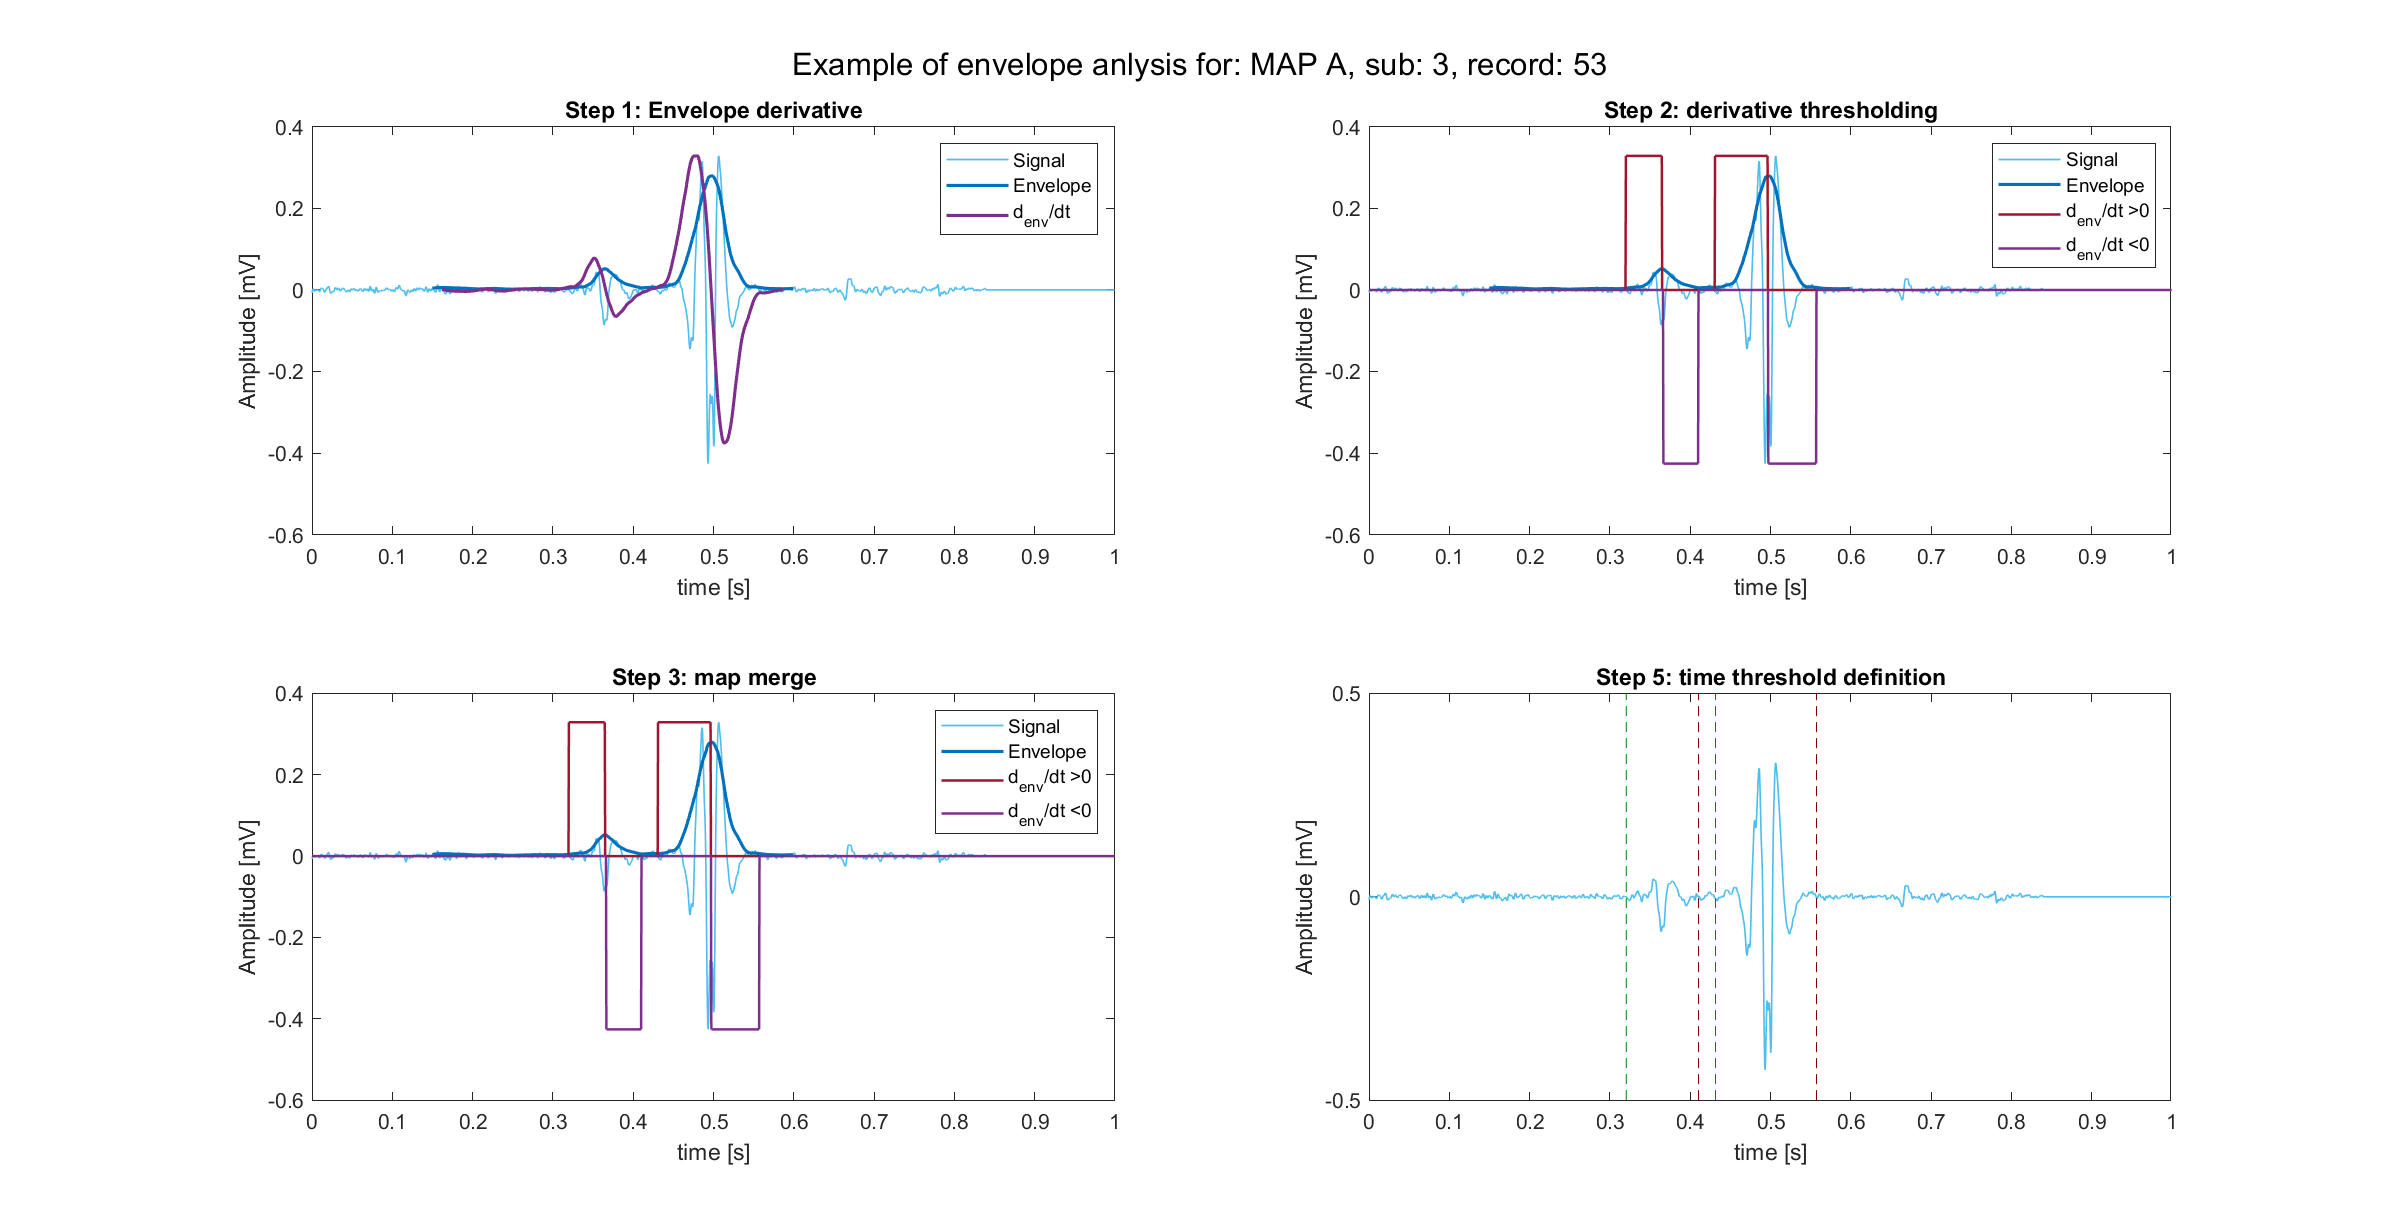 Example of envelope anlysis for: MAP A, sub: 3, record: 53
Step 1: Envelope derivative
0.4
0.2
0
-0.2
-0.4
-0.6
Amplitude [mV]
0 0.1 0.2 0.3 0.4 0.5 0.6 0.7 0.8 0.9 1
time [s]
Signal
Envelope
d_env/dt
Step 2: derivative thresholding
0.4
0.2
0
-0.2
-0.4
-0.6
Amplitude [mV]
0 0.1 0.2 0.3 0.4 0.5 0.6 0.7 0.8 0.9 1
time [s]
Signal
Envelope
d_env/dt >0
d_env/dt <0
Step 3: map merge
0.4
0.2
0
-0.2
-0.4
-0.6
Amplitude [mV]
0 0.1 0.2 0.3 0.4 0.5 0.6 0.7 0.8 0.9 1
time [s]
Signal
Envelope
d_env/dt >0
d_env/dt <0
Step 5: time threshold definition
0.5
0
-0.5
Amplitude [mV]
0 0.1 0.2 0.3 0.4 0.5 0.6 0.7 0.8 0.9 1
time [s]